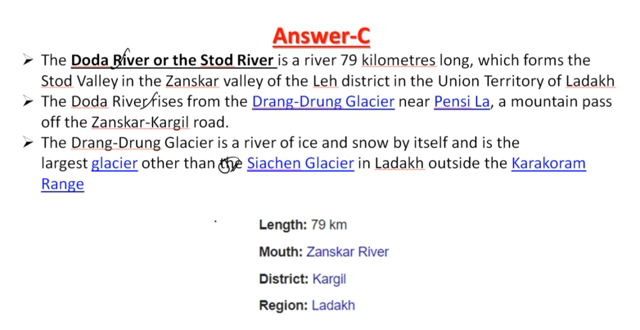 Answer-C
➢ The Doda River or the Stod River is a river 79 kilometres long, which forms the
Stod Valley in the Zanskar valley of the Leh district in the Union Territory of Ladakh
➢ The Doda River rises from the Drang-Drung Glacier near Pensi La, a mountain pass
off the Zanskar-Kargil road.
➢ The Drang-Drung Glacier is a river of ice and snow by itself and is the
largest glacier other than the Siachen Glacier in Ladakh outside the Karakoram
Range
Length: 79 km
Mouth: Zanskar River
District: Kargil
Region: Ladakh